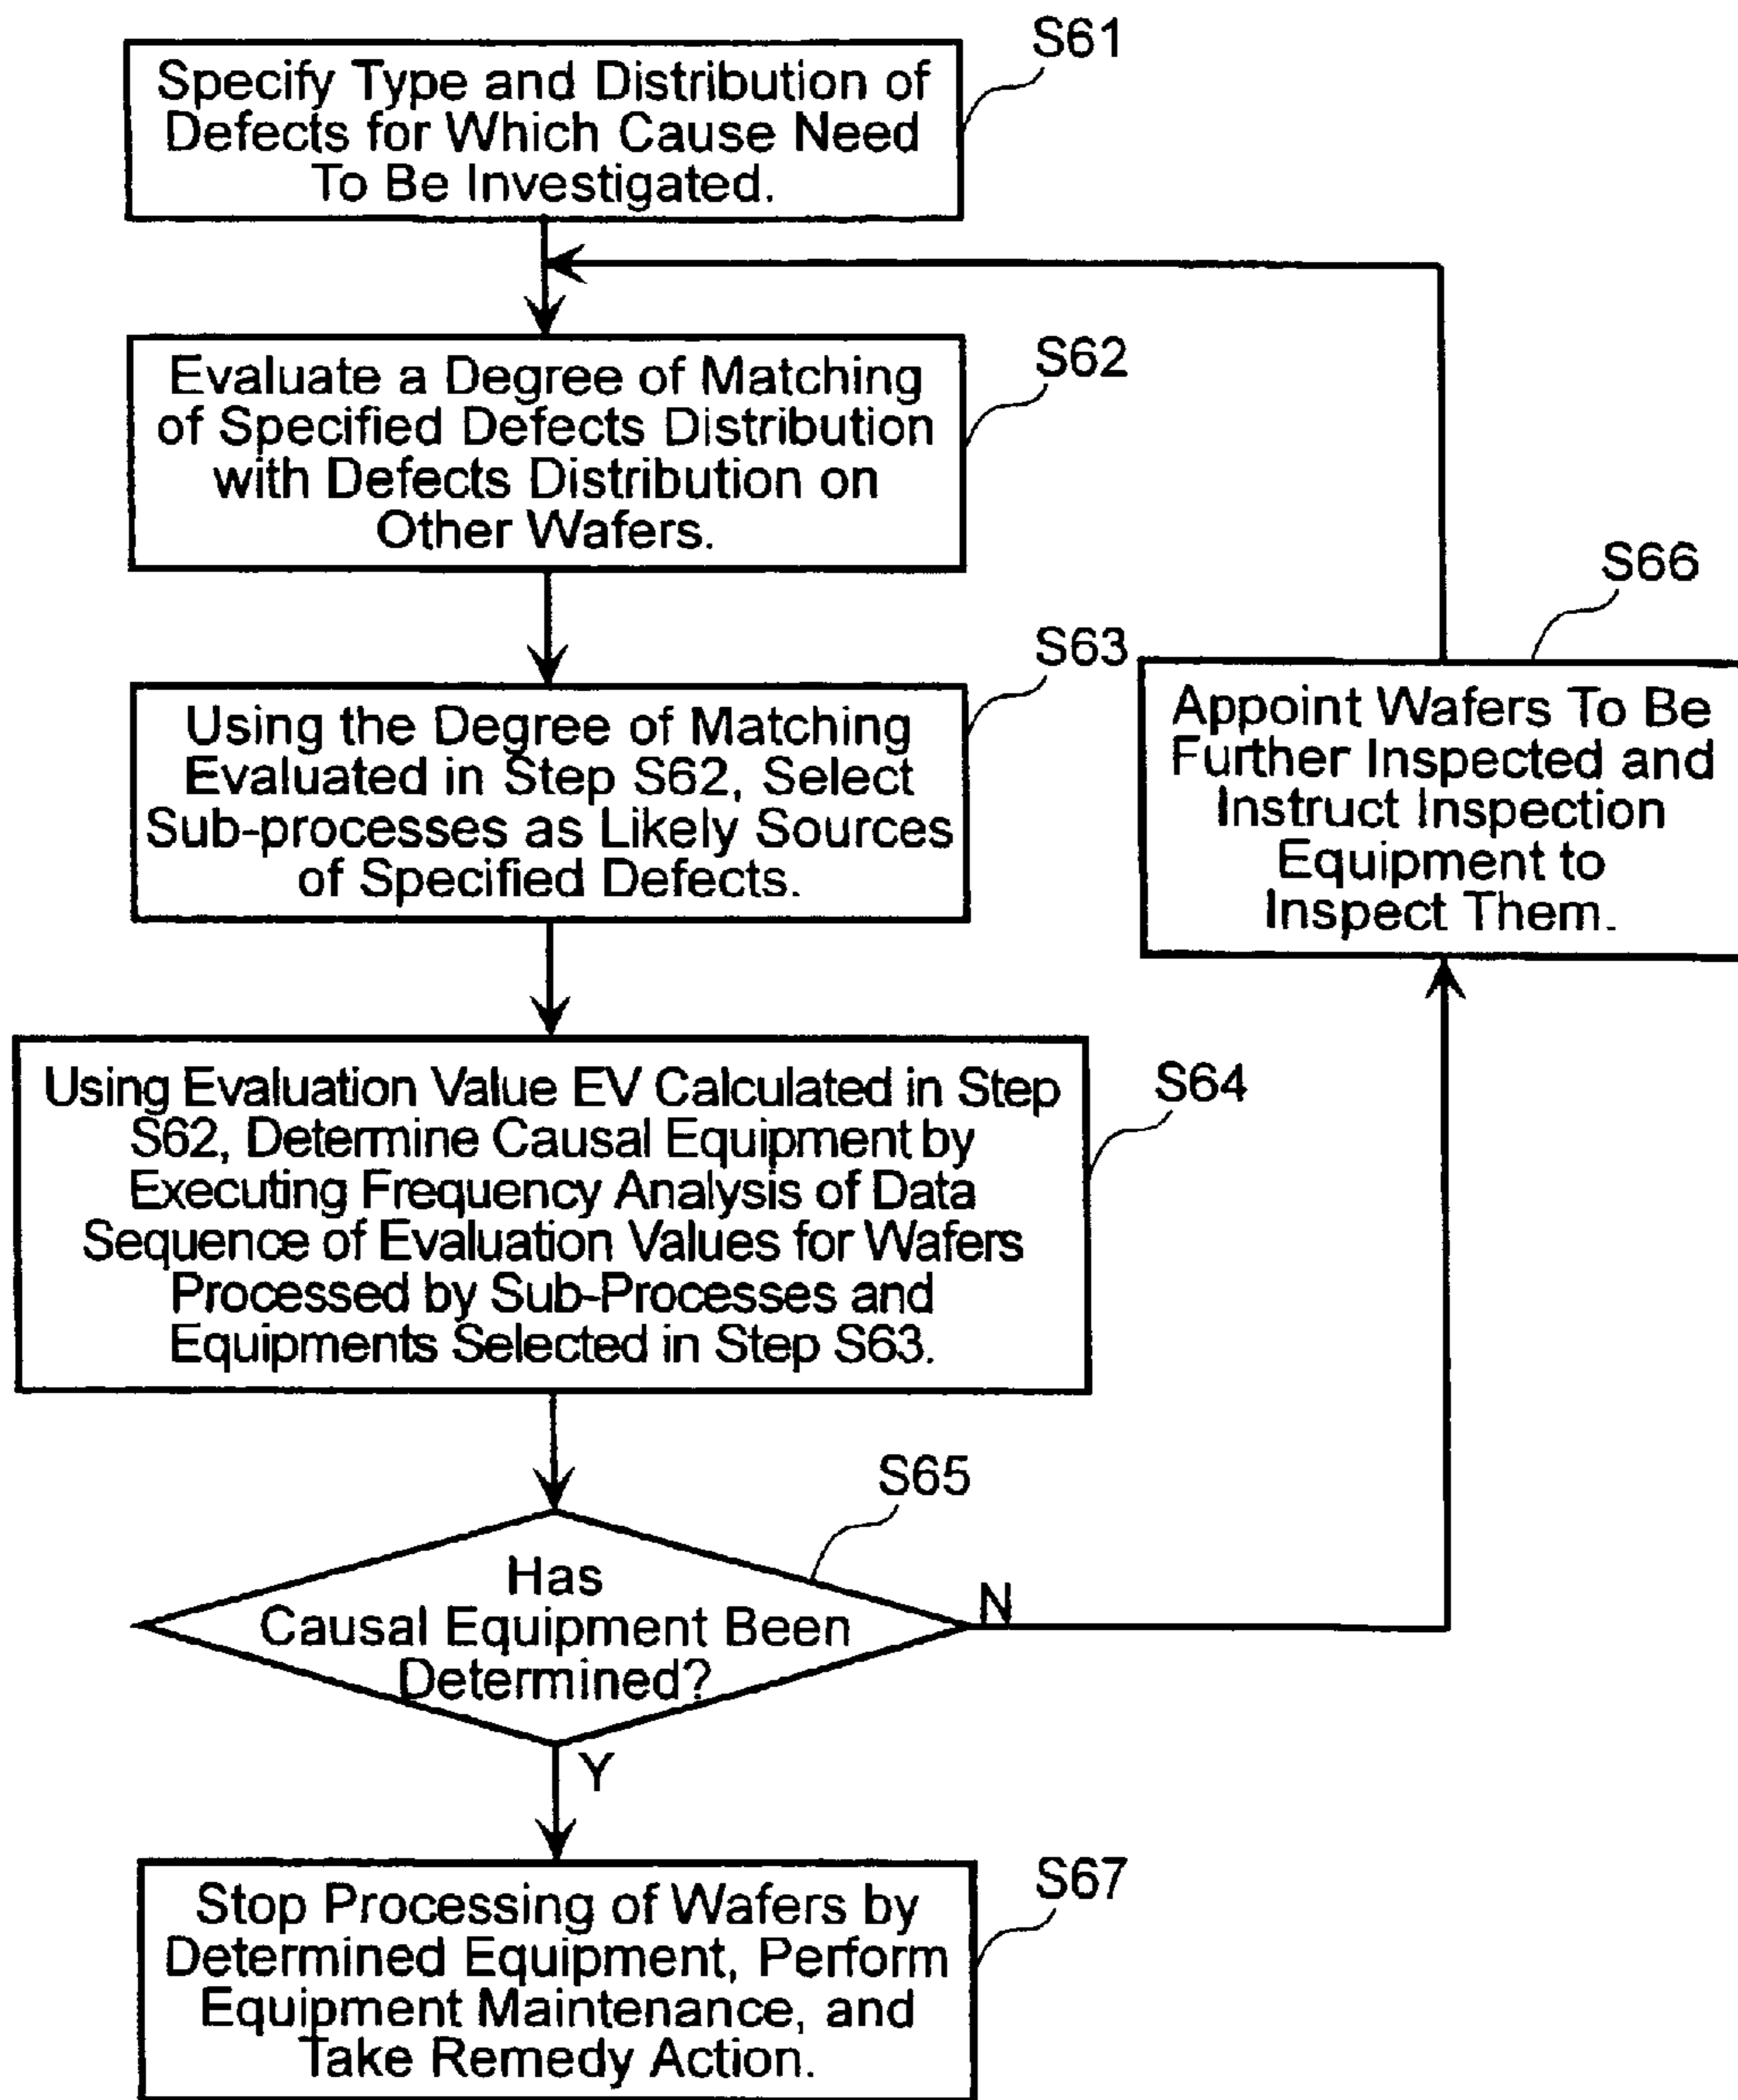 S61
Specify Type and Distribution of
Defects for Which Cause Need
To Be Investigated.
S62
Evaluate a Degree of Matching
of Specified Defects Distribution
with Defects Distribution on
Other Wafers.
S63
Using the Degree of Matching
Evaluated in Step S62, Select
Sub-processes as Likely Sources
of Specified Defects.
S66
Appoint Wafers To Be
Further Inspected and
Instruct Inspection
Equipment to
Inspect Them.
S64
Using Evaluation Value EV Calculated in Step
S62, Determine Causal Equipment by
Executing Frequency Analysis of Data
Sequence of Evaluation Values for Wafers
Processed by Sub-Processes and
Equipments Selected in Step S63.
S65
Has
Causal Equipment Been
Determined?
N
Y
S67
Stop Processing of Wafers by
Determined Equipment, Perform
Equipment Maintenance, and
Take Remedy Action.